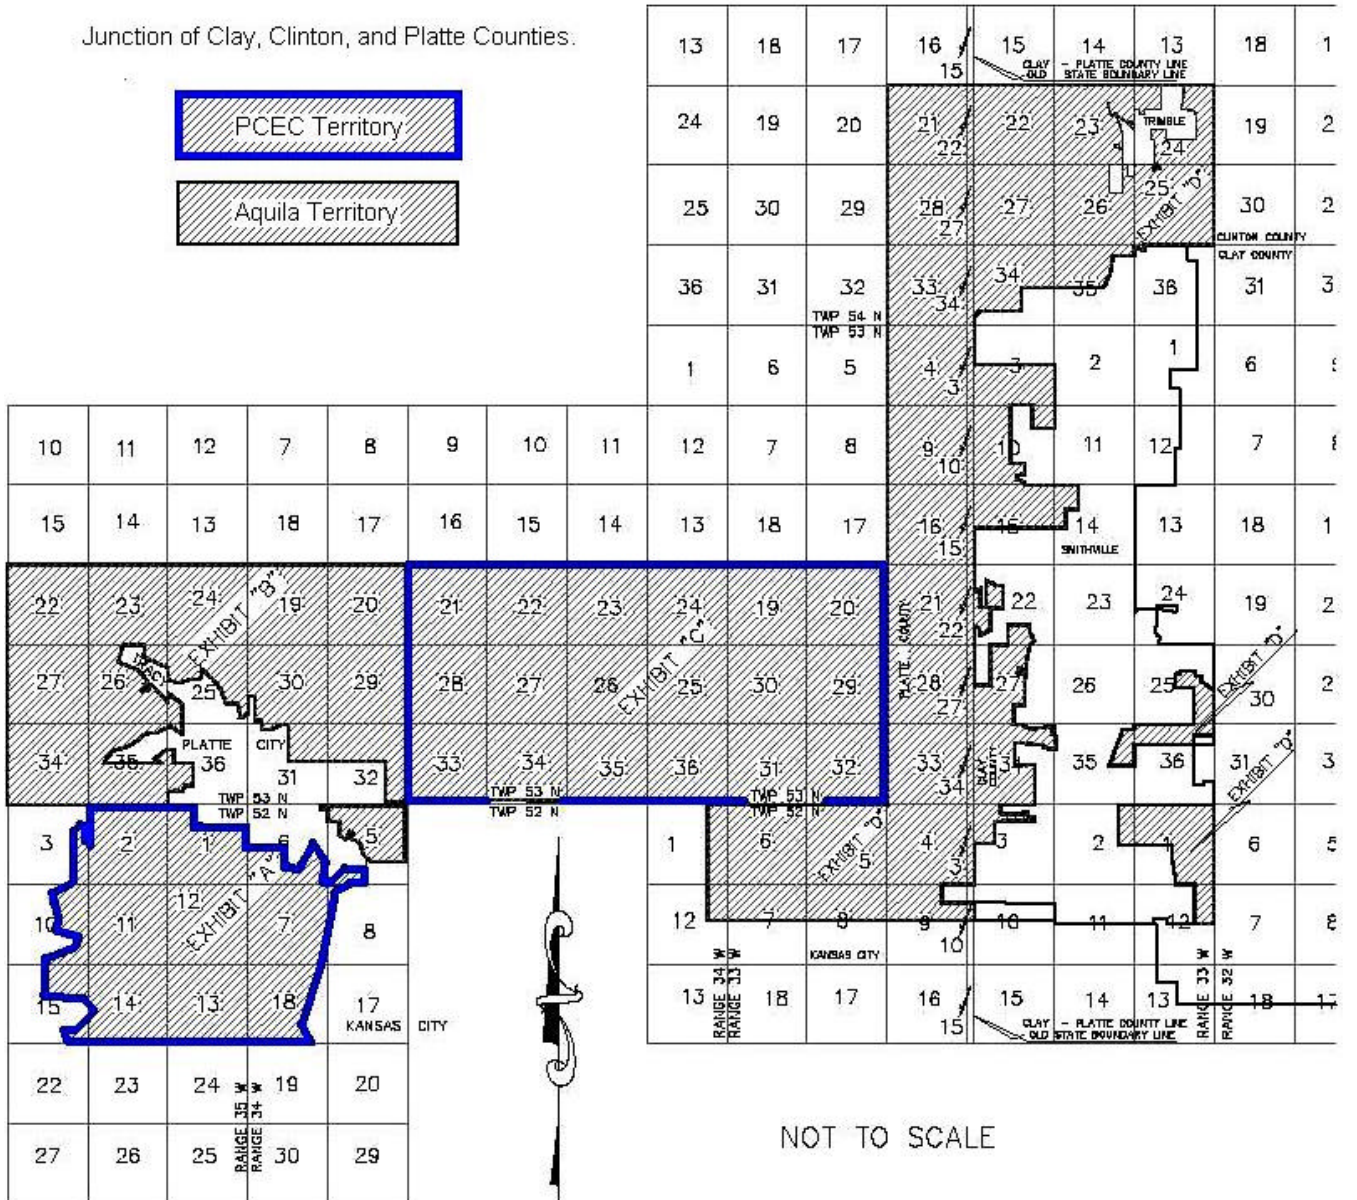 Junction of Clay, Clinton, and Platte Counties.
PCEC Territory
Aquila Territory
13 18 17 16 15 14 13 18 1
15
CLAY - PLATTE COUNTY LINE
OLD STATE BOUNDARY LINE
24 19 20 21 22 23 TRIMBLE 19 2
22 24
25 30 29 28 27 26 25 30 2
27
EXHIBIT "D"
CLINTON COUNTY
CLAY COUNTY
36 31 32 33 34 35 36 31 3
34
TWP 54 N
TWP 53 N
1 6 5 4 3 2 1 6
3
10 11 12 7 8 9 10 11 12 7 8 9 10 11 12 7 8
10
15 14 13 18 17 16 15 14 13 18 17 16 15 14 13 18 1
15
SMITHVILLE
22 23 24 19 20 21 22 23 24 19 20 21 22 23 24 19 2
22
EXHIBIT "B"
EXHIBIT "C"
PLATTE COUNTY
EXHIBIT "D"
27 26 25 30 29 28 27 26 25 30 29 28 27 26 25 30 2
27
34 35 36 31 32 33 34 35 36 31 32 33 35 36 31 3
34
PLATTE CITY
EXHIBIT "D"
TWP 53 N
TWP 52 N
TWP 53 N
TWP 52 N
TWP 53 N
TWP 52 N
3 2 1 6 5 1 6 5 4 3 2 1 6 5
3
EXHIBIT "A"
EXHIBIT "D"
10 11 12 7 8 12 7 8 9 10 11 12 7 8
10
KANSAS CITY
15 14 13 18 17 13 18 17 16 15 14 13 18 17
15
KANSAS CITY
RANGE 34 W
RANGE 33 W
RANGE 33 W
RANGE 32 W
CLAY - PLATTE COUNTY LINE
OLD STATE BOUNDARY LINE
22 23 24 19 20
RANGE 35 W
RANGE 34 W
27 26 25 30 29
NOT TO SCALE